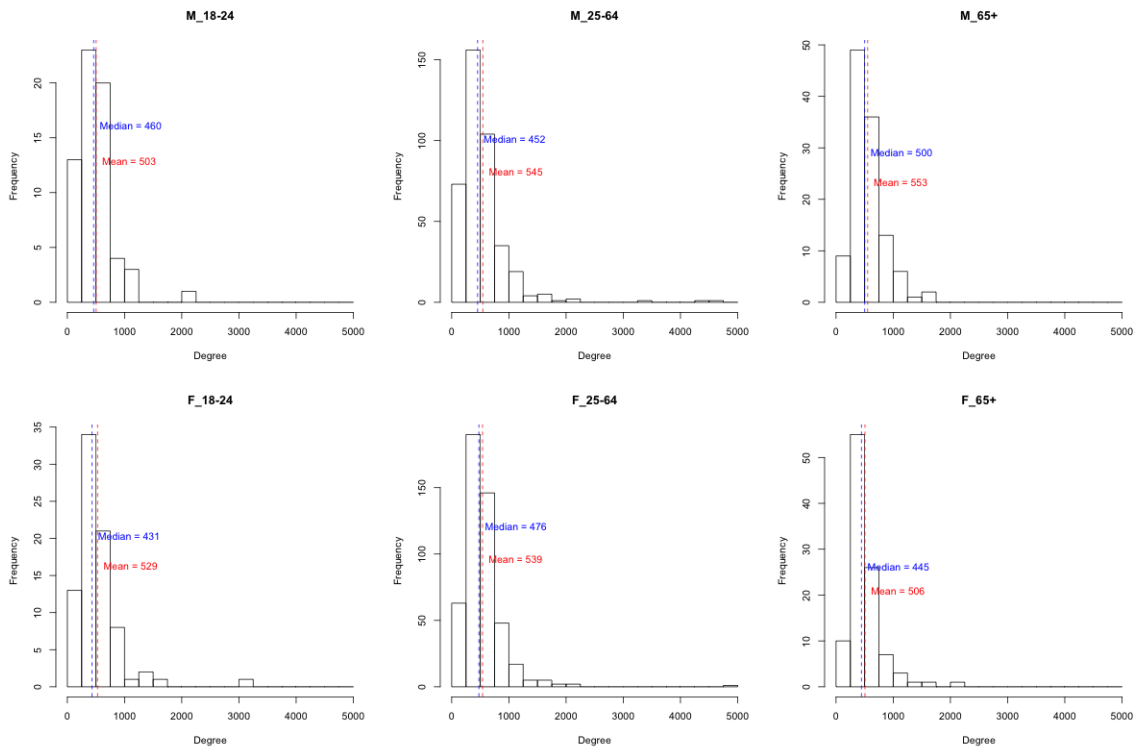 M_18-24
Frequency
20
15
10
5
0
Median = 460
Mean = 503
0 1000 2000 3000 4000 5000
Degree
M_25-64
Frequency
150
100
50
0
Median = 452
Mean = 545
0 1000 2000 3000 4000 5000
Degree
M_65+
Frequency
50
40
30
20
10
0
Median = 500
Mean = 553
0 1000 2000 3000 4000 5000
Degree
F_18-24
Frequency
35
30
25
20
15
10
5
0
Median = 431
Mean = 529
0 1000 2000 3000 4000 5000
Degree
F_25-64
Frequency
150
100
50
0
Median = 476
Mean = 539
0 1000 2000 3000 4000 5000
Degree
F_65+
Frequency
50
40
30
20
10
0
Median = 445
Mean = 506
0 1000 2000 3000 4000 5000
Degree